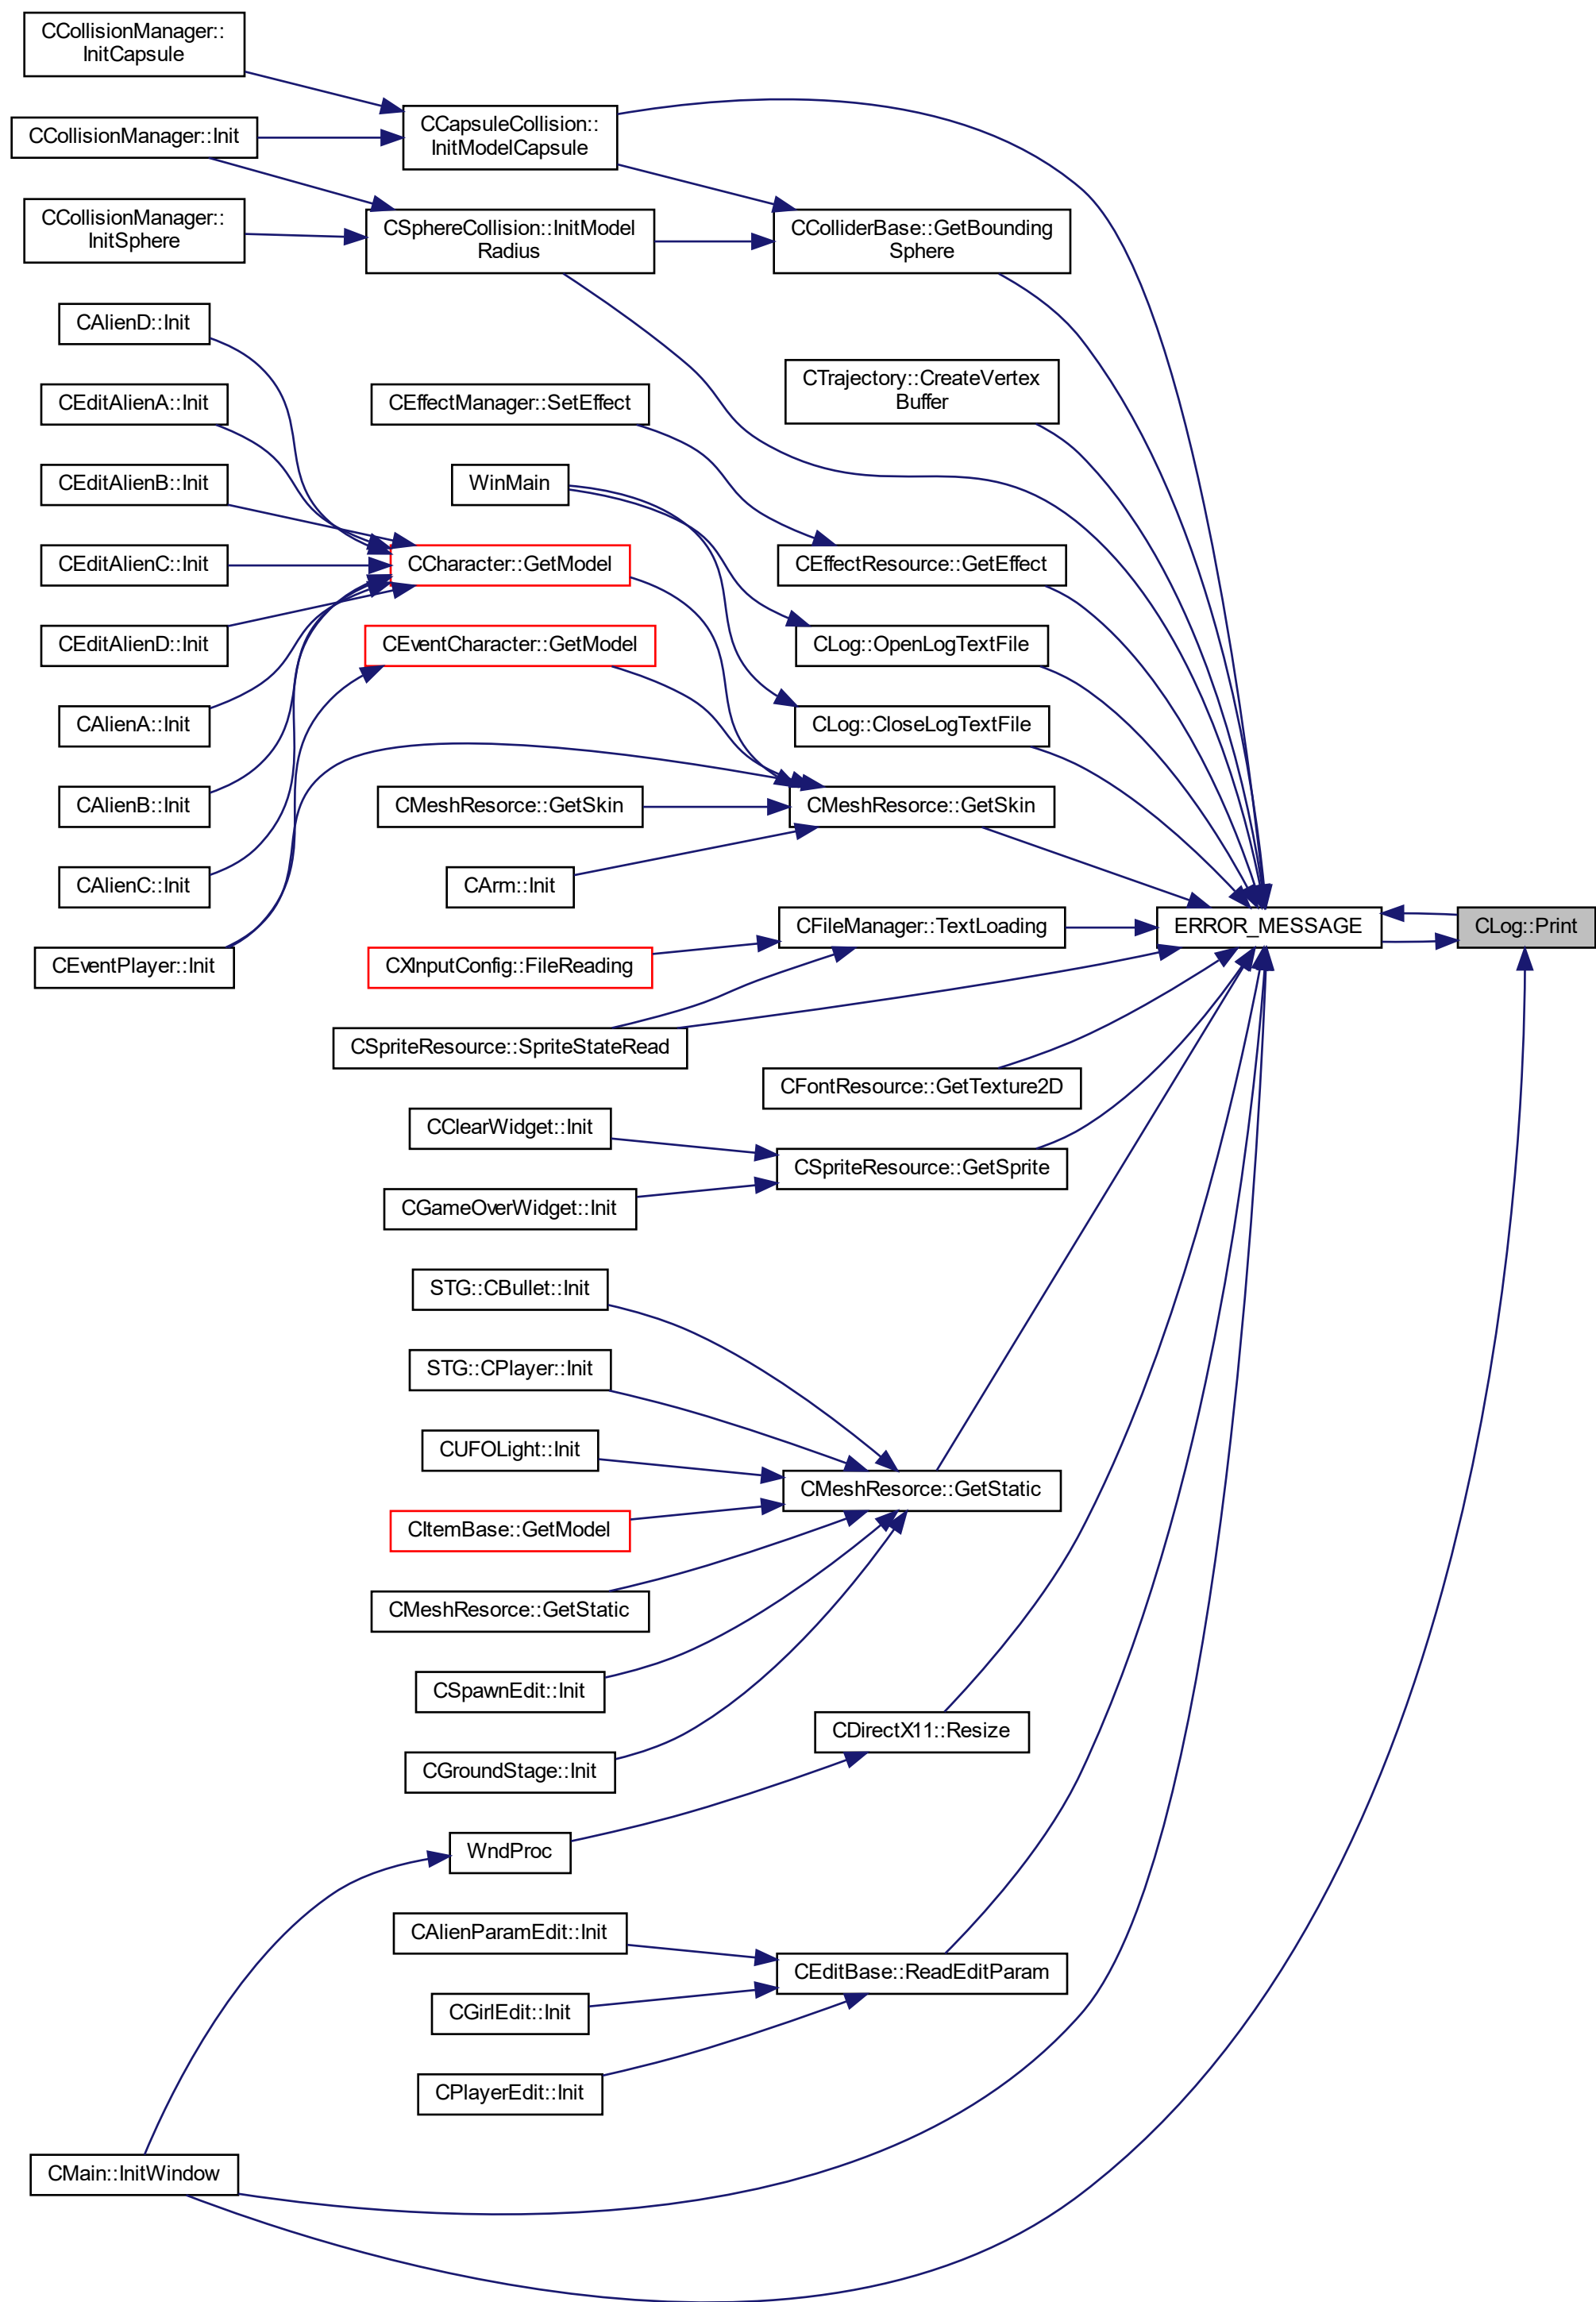 CCollisionManager::
InitCapsule
CCapsuleCollision::
InitModelCapsule
CCollisionManager::Init
CCollisionManager::
InitSphere
CSphereCollision::InitModel
Radius
CColliderBase::GetBounding
Sphere
CAlienD::Init
CTrajectory::CreateVertex
Buffer
CEditAlienA::Init
CEffectManager::SetEffect
CEditAlienB::Init
WinMain
CEditAlienC::Init
CCharacter::GetModel
CEffectResource::GetEffect
CEditAlienD::Init
CEventCharacter::GetModel
CLog::OpenLogTextFile
CAlienA::Init
CLog::CloseLogTextFile
CAlienB::Init
CMeshResorce::GetSkin
CMeshResorce::GetSkin
CAlienC::Init
CArm::Init
ERROR_MESSAGE
CLog::Print
CFileManager::TextLoading
CEventPlayer::Init
CXInputConfig::FileReading
CSpriteResource::SpriteStateRead
CFontResource::GetTexture2D
CClearWidget::Init
CSpriteResource::GetSprite
CGameOverWidget::Init
STG::CBullet::Init
STG::CPlayer::Init
CUFOLight::Init
CMeshResorce::GetStatic
CItemBase::GetModel
CMeshResorce::GetStatic
CSpawnEdit::Init
CDirectX11::Resize
CGroundStage::Init
WndProc
CAlienParamEdit::Init
CEditBase::ReadEditParam
CGirlEdit::Init
CPlayerEdit::Init
CMain::InitWindow